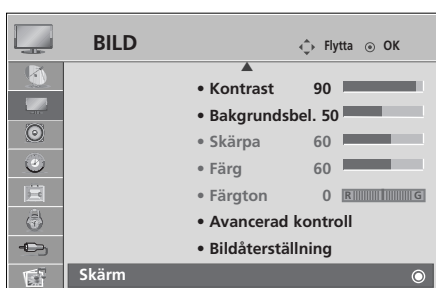 BILD Flytta OK
• Kontrast 90
• Bakgrundsbel. 50
• Skärpa 60
• Färg 60
• Färgton 0 R G
• Avancerad kontroll
• Bildåterställning
Skärm